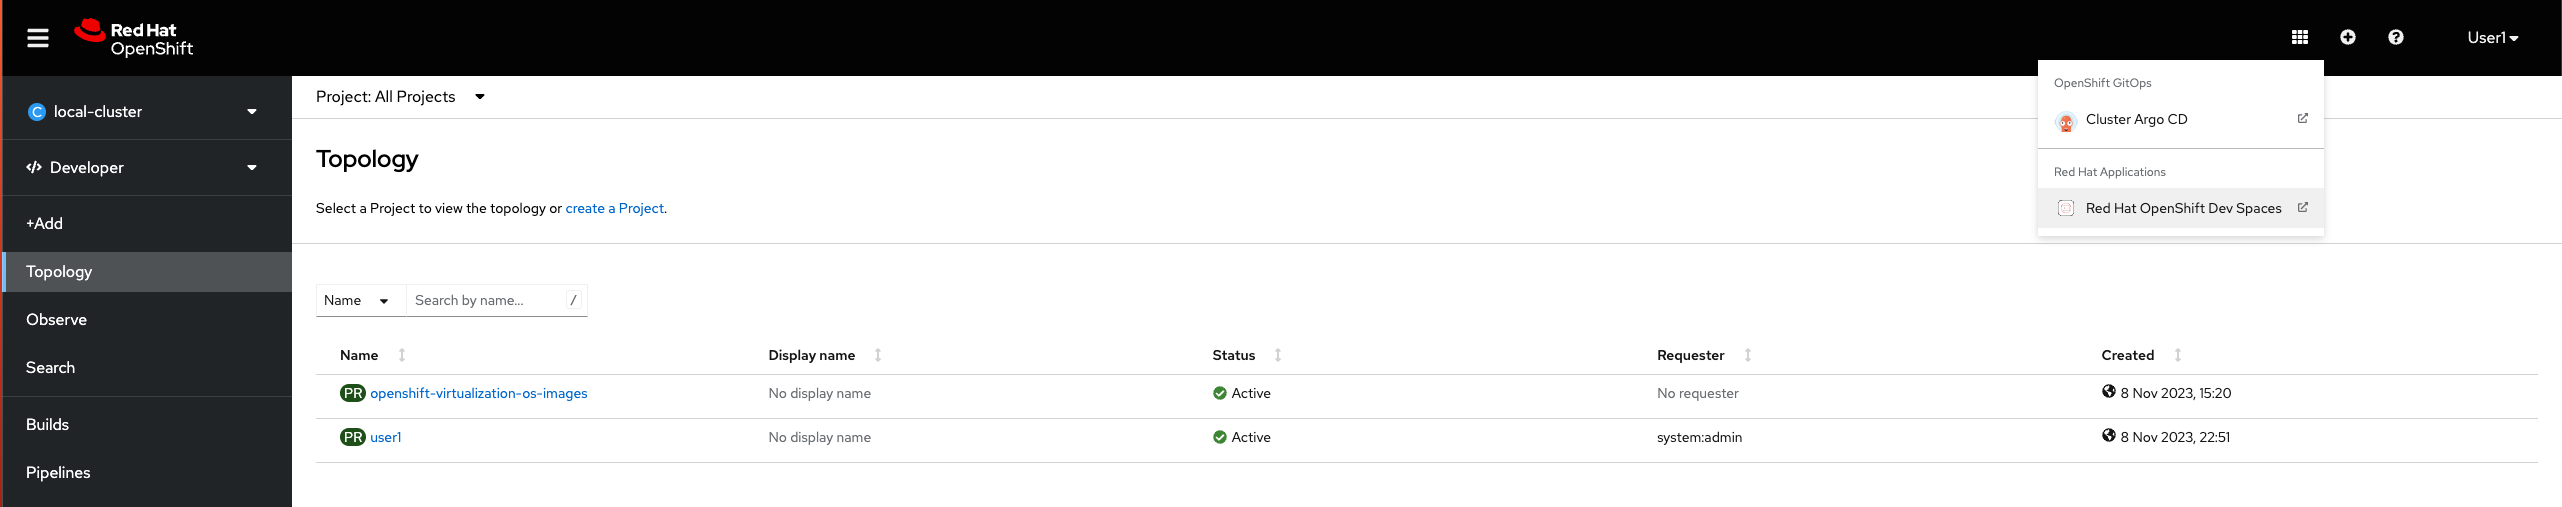 Red Hat
OpenShift
User1
local-cluster
Developer
+Add
Topology
Observe
Search
Builds
Pipelines
Project: All Projects
Topology
Select a Project to view the topology or create a Project.
OpenShift GitOps
Cluster Argo CD
Red Hat Applications
Red Hat OpenShift Dev Spaces
Name Search by name... /
Name Display name Status Requester Created
PR openshift-virtualization-os-images No display name Active No requester 8 Nov 2023, 15:20
PR user1 No display name Active system:admin 8 Nov 2023, 22:51